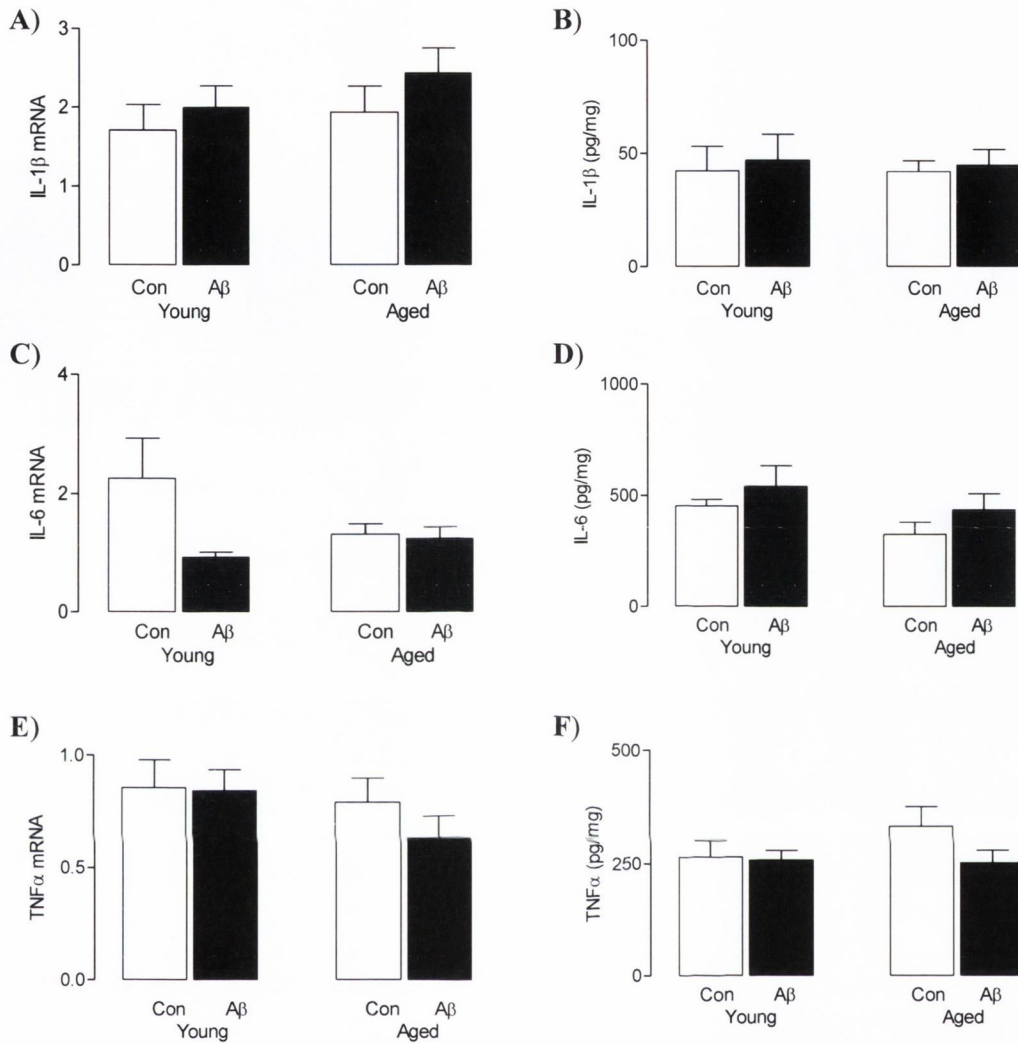 A)
3
2
1
0
IL-1β mRNA
Con Aβ Con Aβ
Young Aged
B)
100
50
0
IL-1β (pg/mg)
Con Aβ Con Aβ
Young Aged
C)
4
2
0
IL-6 mRNA
Con Aβ Con Aβ
Young Aged
D)
1000
500
0
IL-6 (pg/mg)
Con Aβ Con Aβ
Young Aged
E)
1.0
0.5
0.0
TNFα mRNA
Con Aβ Con Aβ
Young Aged
F)
500
250
0
TNFα (pg/mg)
Con Aβ Con Aβ
Young Aged